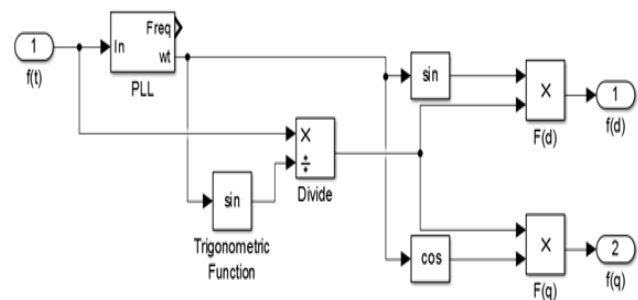 1
f(t)
In
Freq
wt
PLL
sin
Trigonometric
Function
×
÷
Divide
sin
cos
×
F(d)
×
F(q)
1
f(d)
2
f(q)